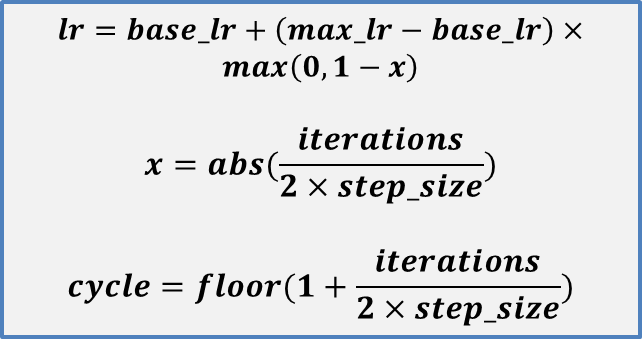 lr = base_lr + (max_lr − base_lr) ×
max(0, 1 − x)
x = abs(iterations / 2 × step_size)
cycle = floor(1 + iterations / 2 × step_size)